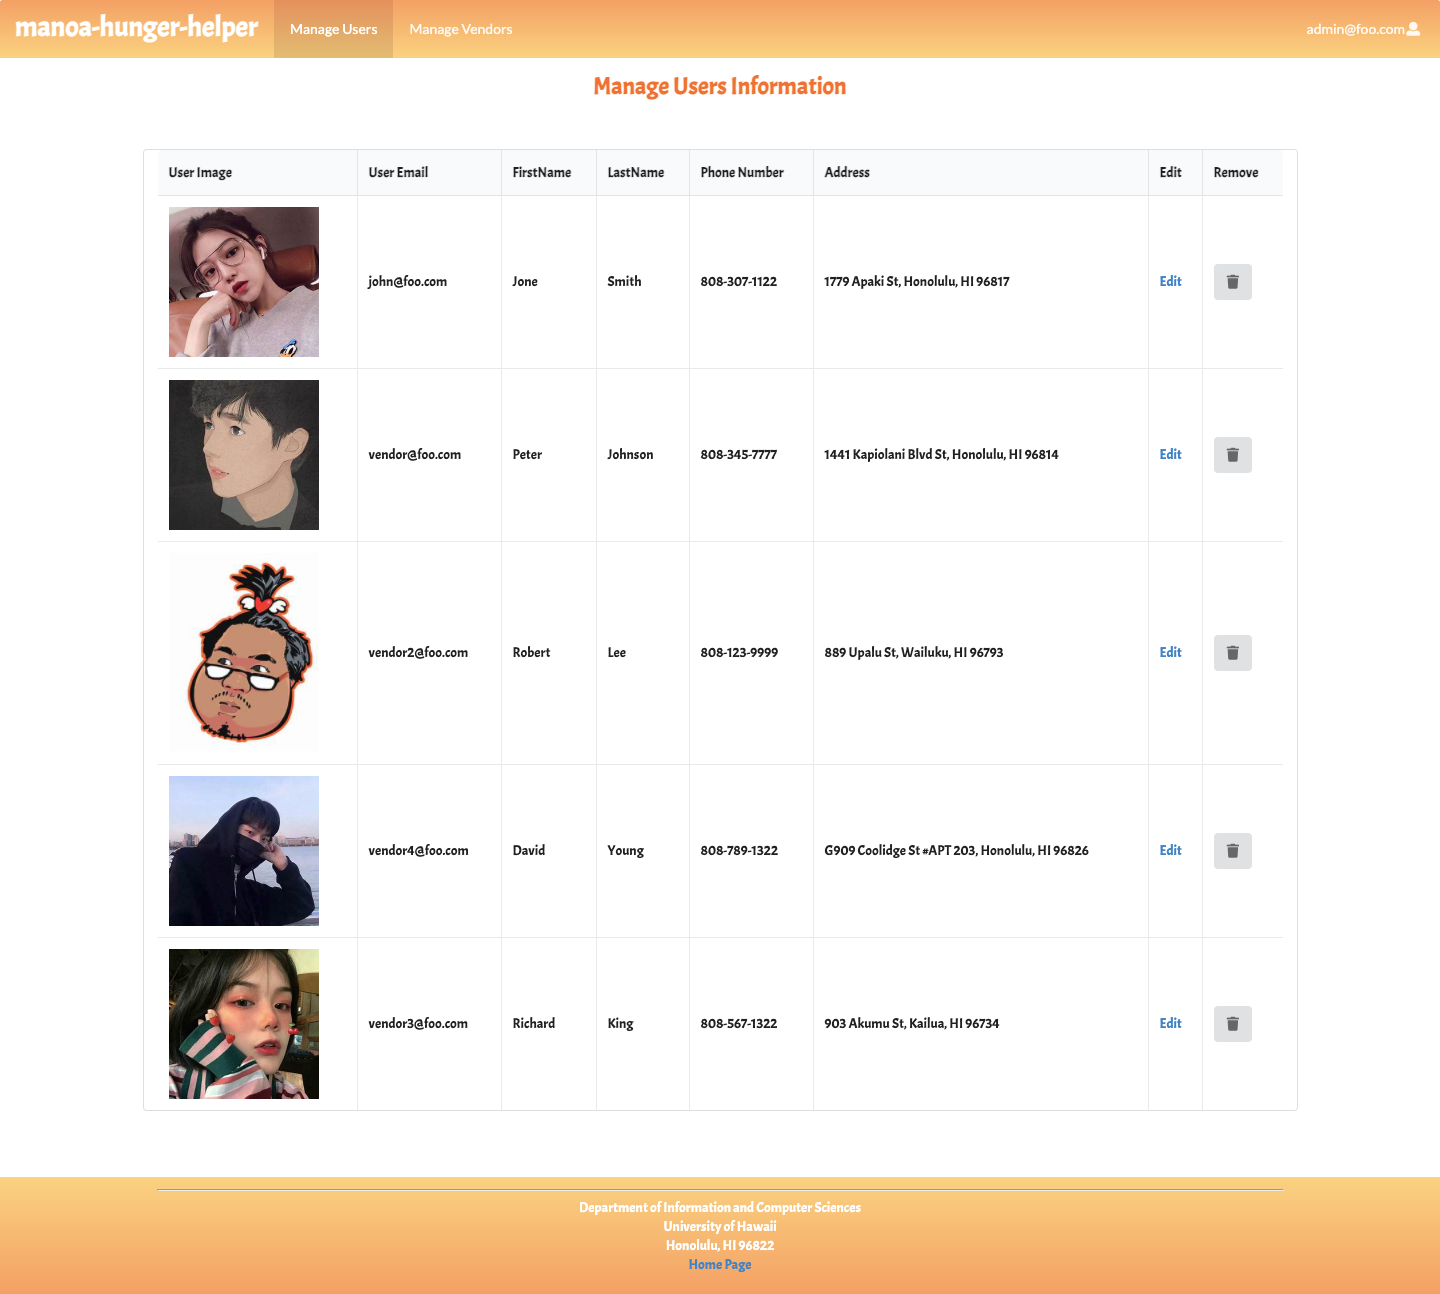 manoa-hunger-helper Manage Users Manage Vendors admin@foo.com
Manage Users Information
User Image User Email FirstName LastName Phone Number Address Edit Remove
john@foo.com Jone Smith 808-307-1122 1779 Apaki St, Honolulu, HI 96817 Edit
vendor@foo.com Peter Johnson 808-345-7777 1441 Kapiolani Blvd St, Honolulu, HI 96814 Edit
vendor2@foo.com Robert Lee 808-123-9999 889 Upalu St, Wailuku, HI 96793 Edit
vendor4@foo.com David Young 808-789-1322 G909 Coolidge St #APT 203, Honolulu, HI 96826 Edit
vendor3@foo.com Richard King 808-567-1322 903 Akumu St, Kailua, HI 96734 Edit
Department of Information and Computer Sciences
University of Hawaii
Honolulu, HI 96822
Home Page